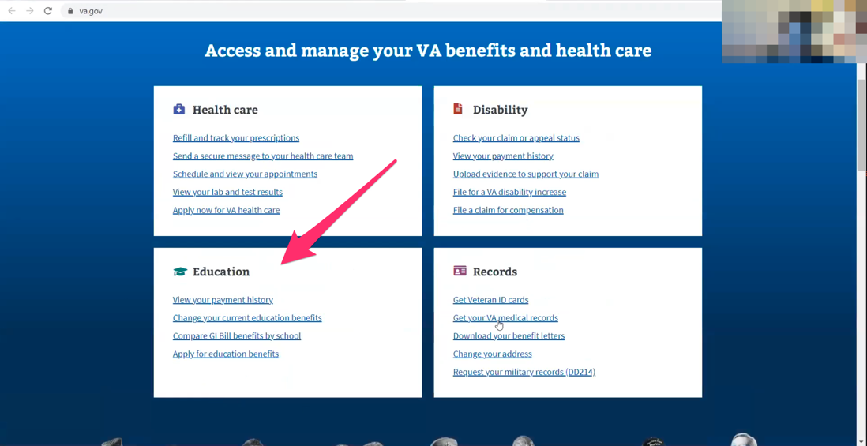 va.gov
Access and manage your VA benefits and health care
Health care
Refill and track your prescriptions
Send a secure message to your health care team
Schedule and view your appointments
View your lab and test results
Apply now for VA health care
Disability
Check your claim or appeal status
View your payment history
Upload evidence to support your claim
File for a VA disability increase
File a claim for compensation
Education
View your payment history
Change your current education benefits
Compare GI Bill benefits by school
Apply for education benefits
Records
Get Veteran ID cards
Get your VA medical records
Download your benefit letters
Change your address
Request your military records (DD214)